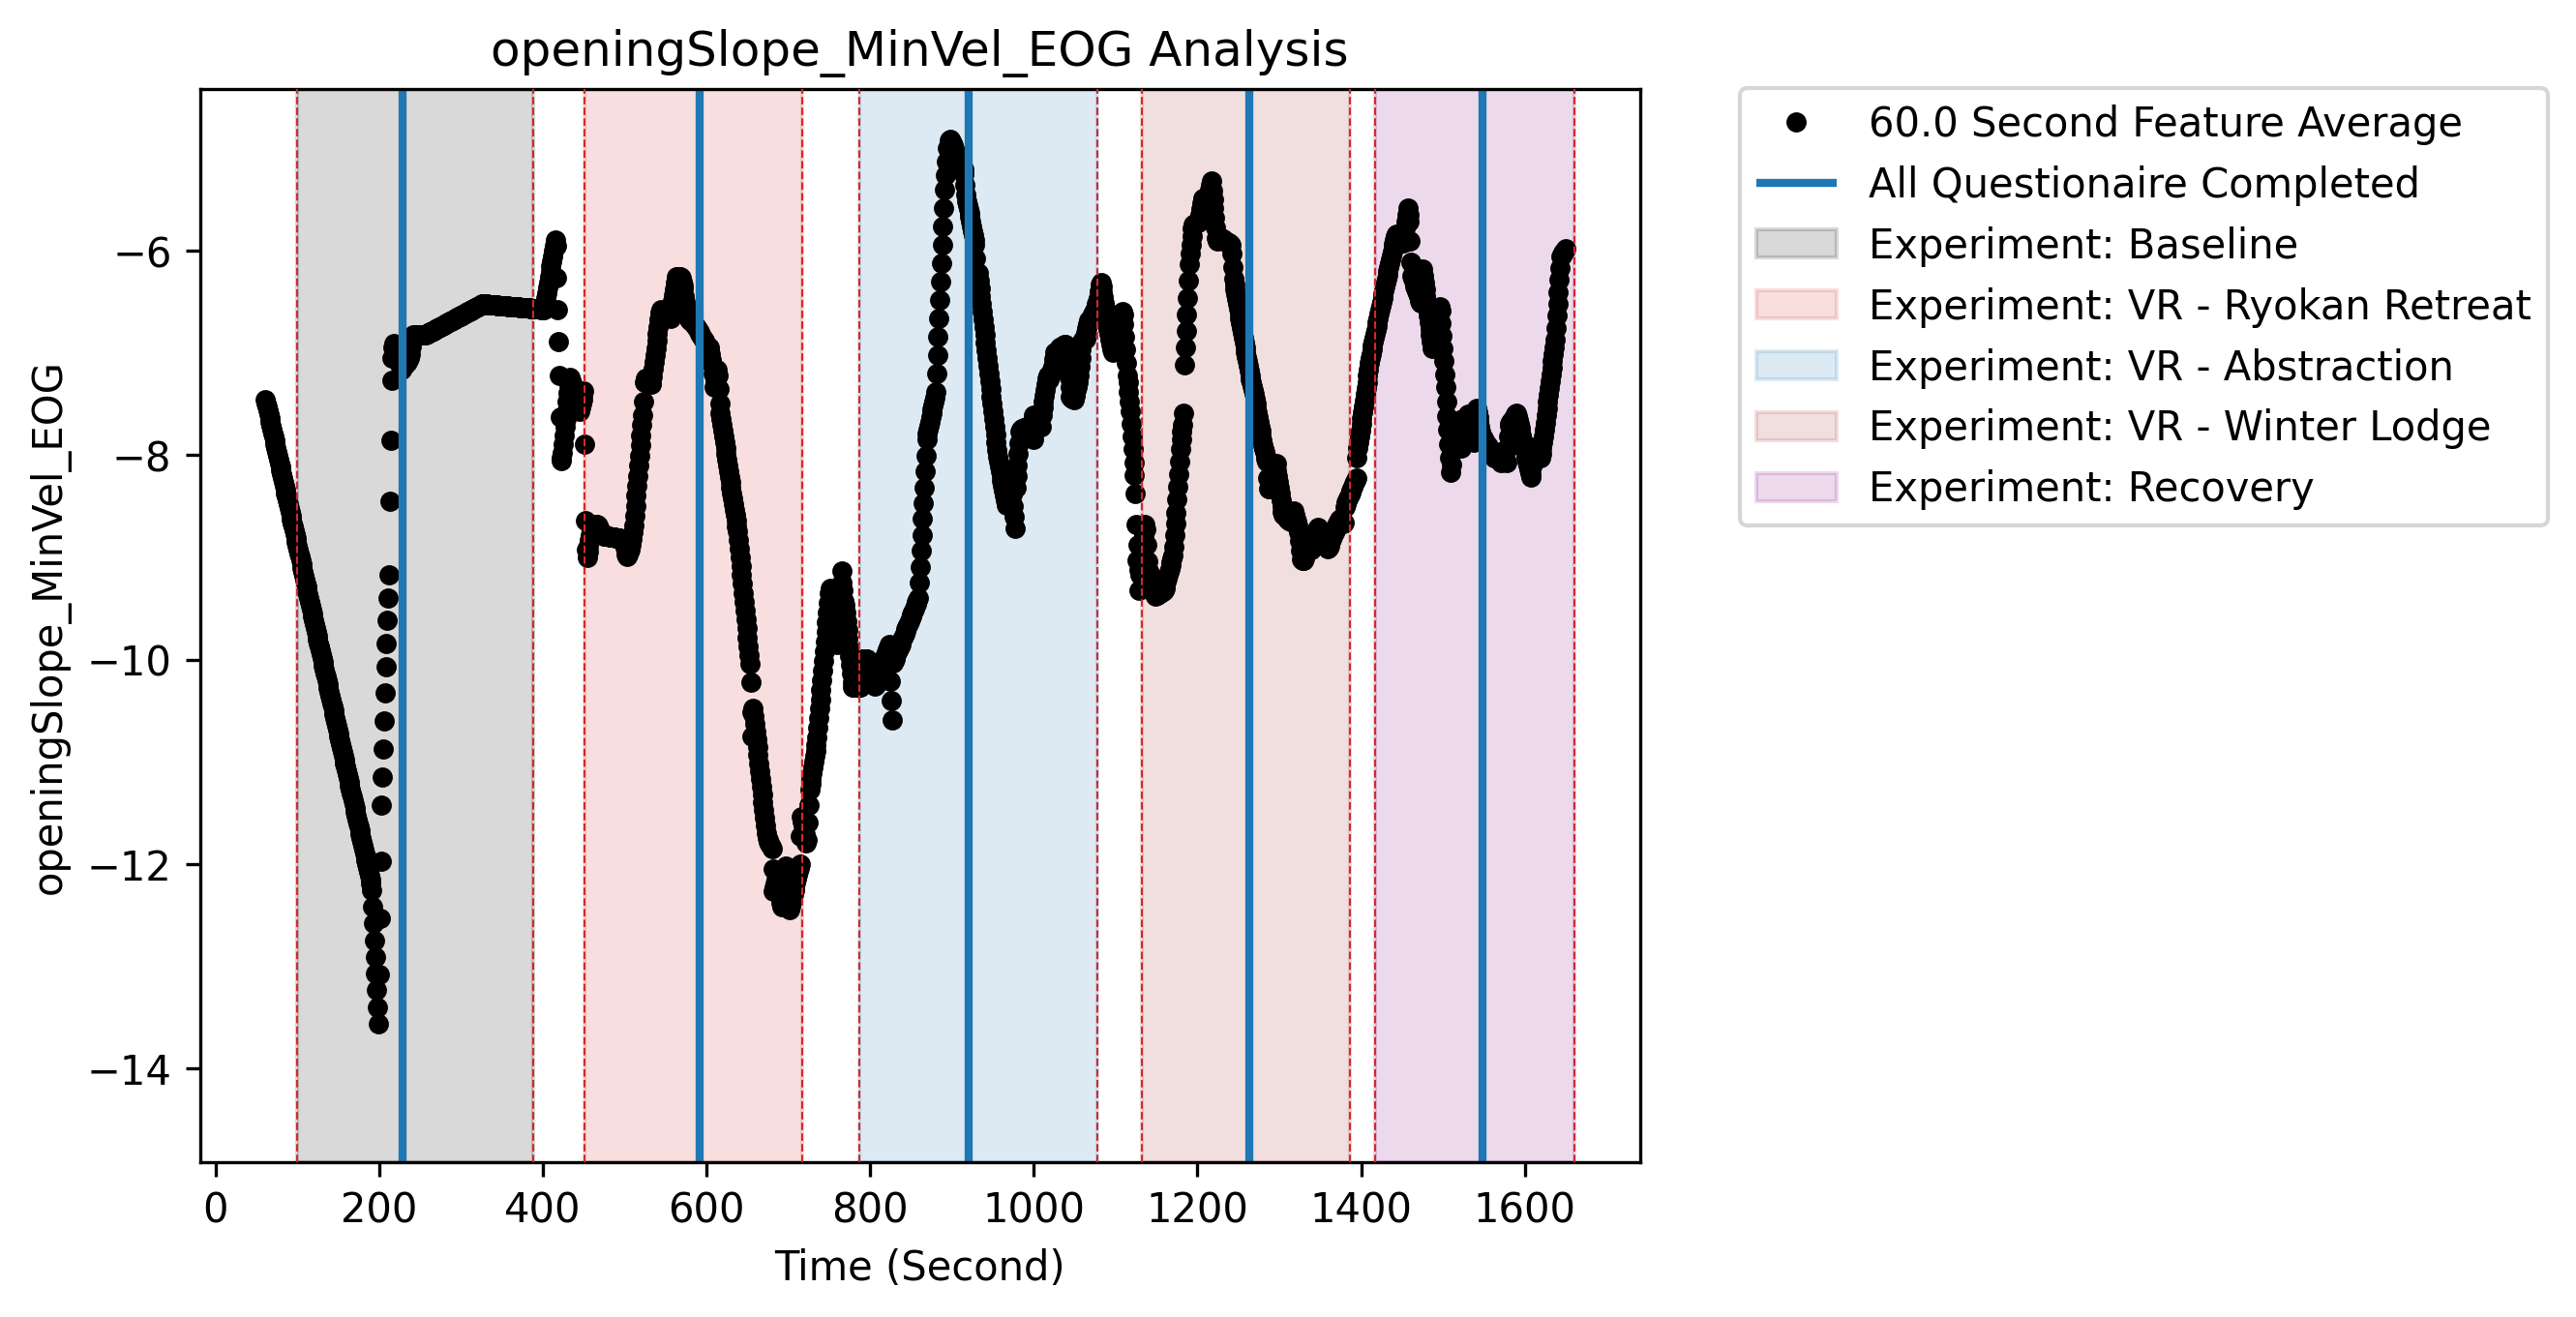 openingSlope_MinVel_EOG Analysis
openingSlope_MinVel_EOG
−6
−8
−10
−12
−14
0 200 400 600 800 1000 1200 1400 1600
Time (Second)
60.0 Second Feature Average
All Questionaire Completed
Experiment: Baseline
Experiment: VR - Ryokan Retreat
Experiment: VR - Abstraction
Experiment: VR - Winter Lodge
Experiment: Recovery